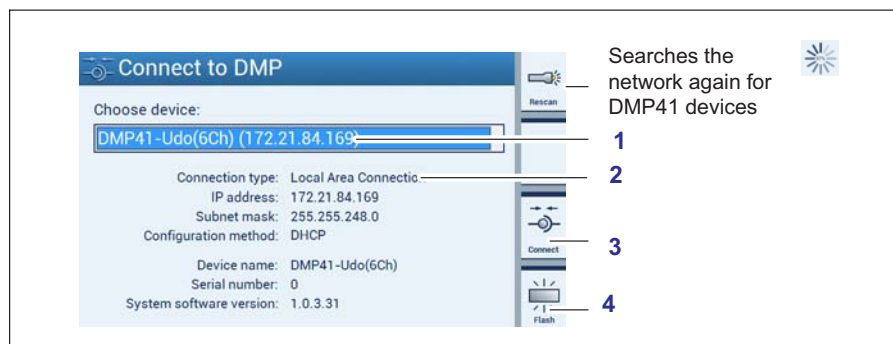 Connect to DMP
Choose device:
DMP41-Udo(6Ch) (172.21.84.169)
Connection type: Local Area Connection
IP address: 172.21.84.169
Subnet mask: 255.255.248.0
Configuration method: DHCP
Device name: DMP41-Udo(6Ch)
Serial number: 0
System software version: 1.0.3.31
Rescan
Connect
Flash
Searches the
network again for
DMP41 devices
1
2
3
4